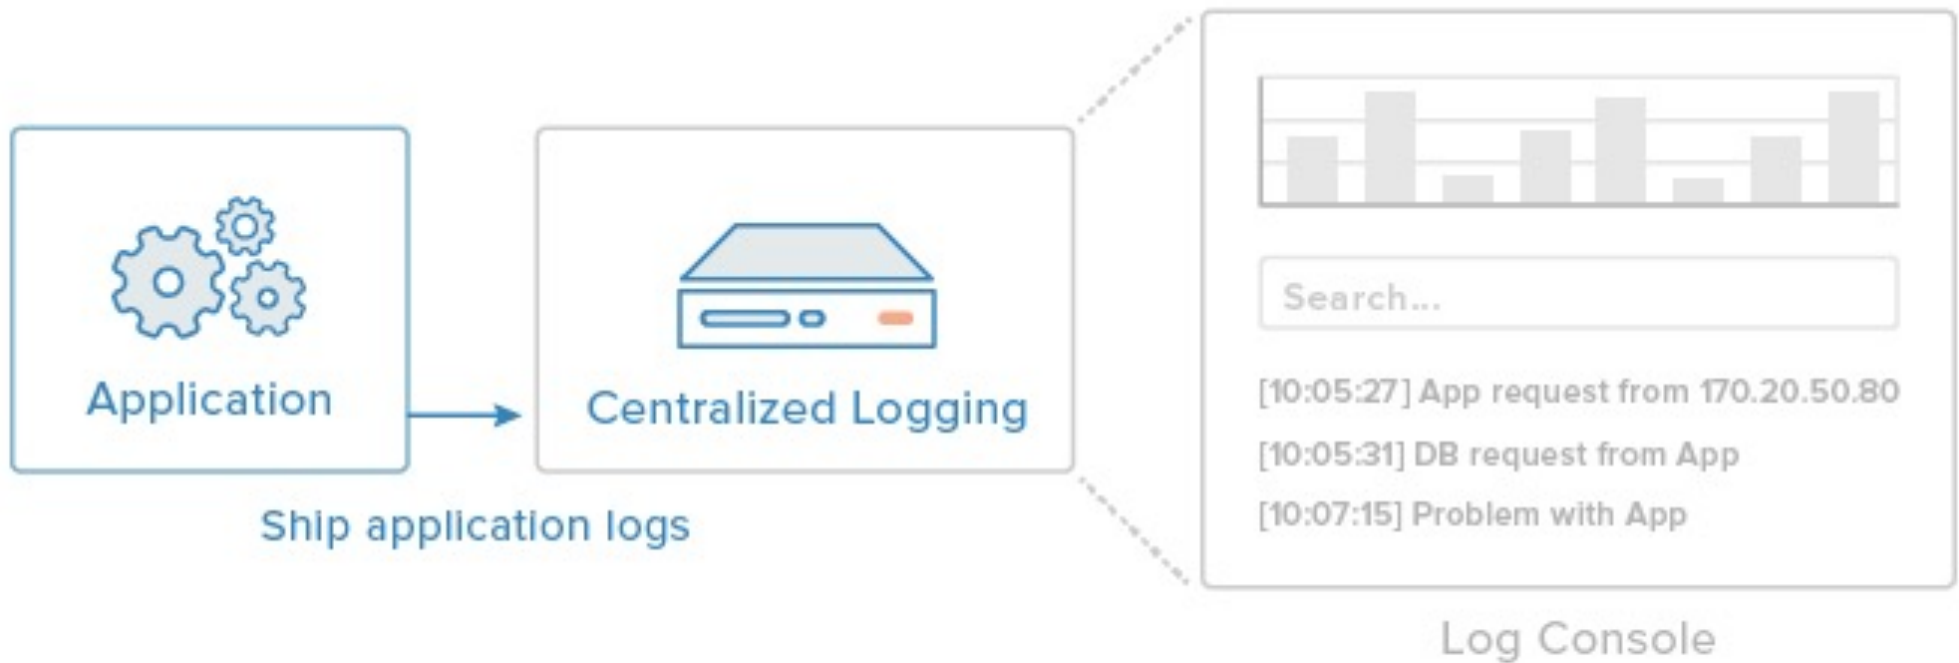 Application
Centralized Logging
Ship application logs
Search...
[10:05:27] App request from 170.20.50.80
[10:05:31] DB request from App
[10:07:15] Problem with App
Log Console